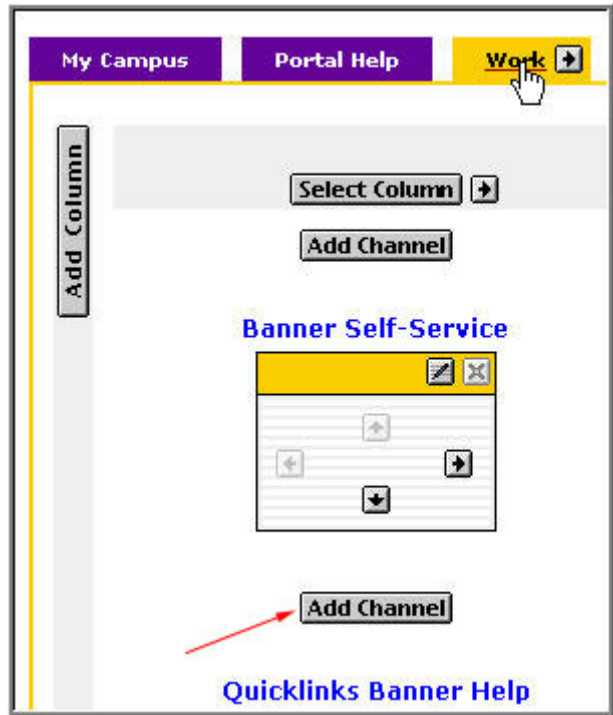 My Campus Portal Help Work
Add Column
Select Column
Add Channel
Banner Self-Service
Add Channel
Quicklinks Banner Help